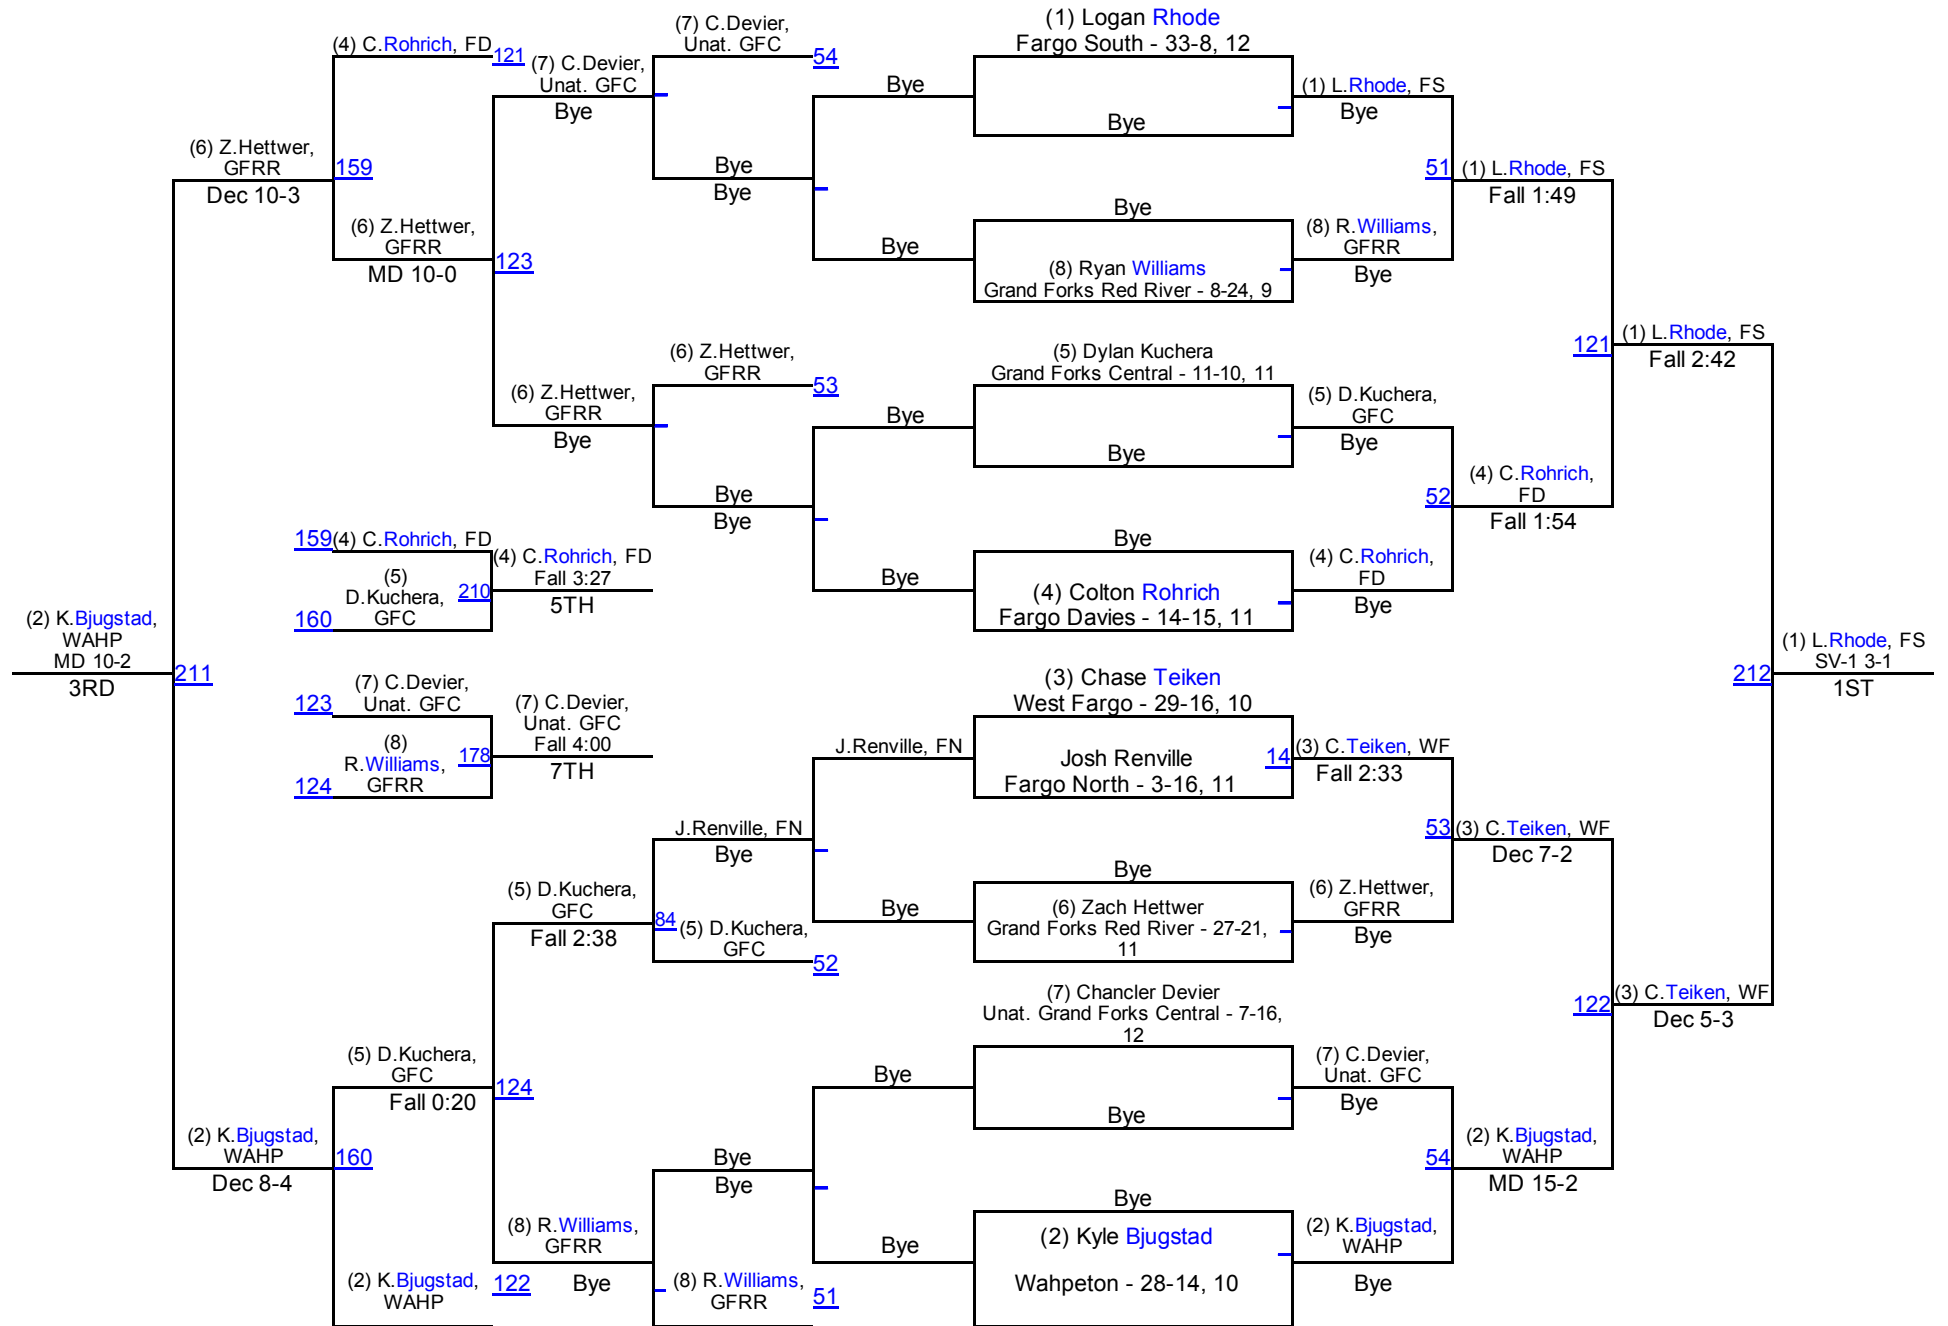 (4) C.Rohrich, FD
121
(7) C.Devier,
Unat. GFC
54
(7) C.Devier,
Unat. GFC
Bye
(1) Logan Rhode
Fargo South - 33-8, 12
Bye
Bye
(1) L.Rhode, FS
Bye
(6) Z.Hettwer,
GFRR
Dec 10-3
159
Bye
Bye
51
(1) L.Rhode, FS
Fall 1:49
(6) Z.Hettwer,
GFRR
MD 10-0
123
Bye
Bye
(8) Ryan Williams
Grand Forks Red River - 8-24, 9
(8) R.Williams,
GFRR
Bye
(6) Z.Hettwer,
GFRR
53
(5) Dylan Kuchera
Grand Forks Central - 11-10, 11
121
(1) L.Rhode, FS
Fall 2:42
(6) Z.Hettwer,
GFRR
Bye
Bye
Bye
(5) D.Kuchera,
GFC
Bye
Bye
Bye
52
(4) C.Rohrich,
FD
Fall 1:54
159
(4) C.Rohrich, FD
(5)
D.Kuchera,
GFC
160
210
(4) C.Rohrich, FD
Fall 3:27
5TH
Bye
Bye
(4) Colton Rohrich
Fargo Davies - 14-15, 11
(4) C.Rohrich,
FD
Bye
(2) K.Bjugstad,
WAHP
MD 10-2
3RD
211
212
(1) L.Rhode, FS
SV-1 3-1
1ST
123
(7) C.Devier,
Unat. GFC
(8)
R.Williams,
GFRR
124
178
(7) C.Devier,
Unat. GFC
Fall 4:00
7TH
J.Renville, FN
(3) Chase Teiken
West Fargo - 29-16, 10
Josh Renville
Fargo North - 3-16, 11
14
(3) C.Teiken, WF
Fall 2:33
J.Renville, FN
Bye
53
(3) C.Teiken, WF
Dec 7-2
(5) D.Kuchera,
GFC
Fall 2:38
84
(5) D.Kuchera,
GFC
52
Bye
Bye
(6) Zach Hettwer
Grand Forks Red River - 27-21,
11
(6) Z.Hettwer,
GFRR
Bye
(7) Chancler Devier
Unat. Grand Forks Central - 7-16,
12
122
(3) C.Teiken, WF
Dec 5-3
(5) D.Kuchera,
GFC
Fall 0:20
124
Bye
Bye
(7) C.Devier,
Unat. GFC
Bye
(2) K.Bjugstad,
WAHP
Dec 8-4
160
Bye
Bye
54
(2) K.Bjugstad,
WAHP
MD 15-2
(8) R.Williams,
GFRR
Bye
Bye
Bye
(2) Kyle Bjugstad
Wahpeton - 28-14, 10
(2) K.Bjugstad,
WAHP
Bye
(2) K.Bjugstad,
WAHP
122
(8) R.Williams,
GFRR
51